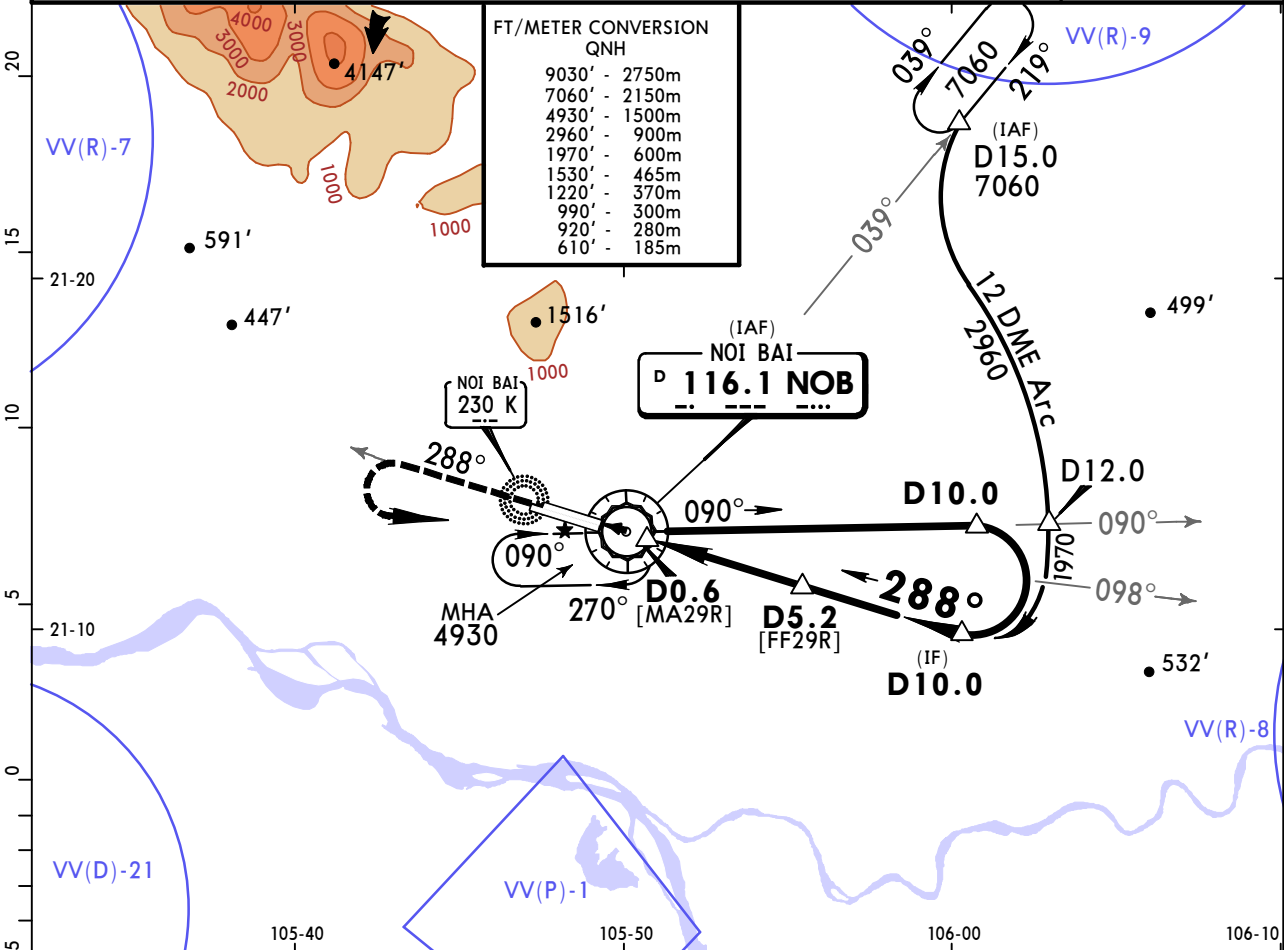 4000
3000
3000
2000
4147'
1000
1000
VV(R)-7
VV(R)-9
FT/METER CONVERSION
QNH
9030' - 2750m
7060' - 2150m
4930' - 1500m
2960' - 900m
1970' - 600m
1530' - 465m
1220' - 370m
990' - 300m
920' - 280m
610' - 185m
039°
7060
219°
(IAF)
D15.0
7060
039°
591'
447'
1516'
1000
499'
21-20
12 DME Arc
2960
(IAF)
NOI BAI
D 116.1 NOB
NOI BAI
230 K
288°
D12.0
D10.0
090°
090°
1970
098°
090°
270°
MHA
4930
D0.6
[MA29R]
D5.2
[FF29R]
288°
(IF)
D10.0
21-10
532'
VV(R)-8
VV(D)-21
VV(P)-1
20
15
10
5
0
5
105-40
105-50
106-00
106-10